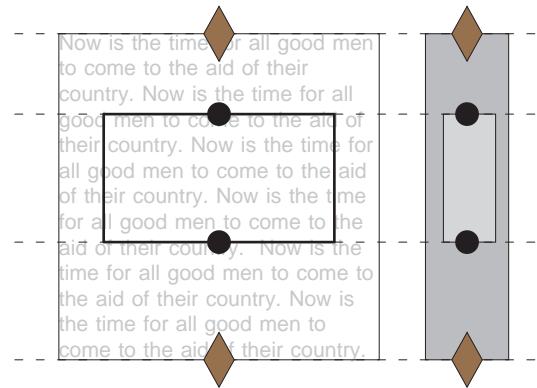 Now is the time for all good men
to come to the aid of their
country. Now is the time for all
good men to come to the aid of
their country. Now is the time for
all good men to come to the aid
of their country. Now is the time
for all good men to come to the
aid of their country.  Now is the
time for all good men to come to
the aid of their country. Now is
the time for all good men to
come to the aid of their country.